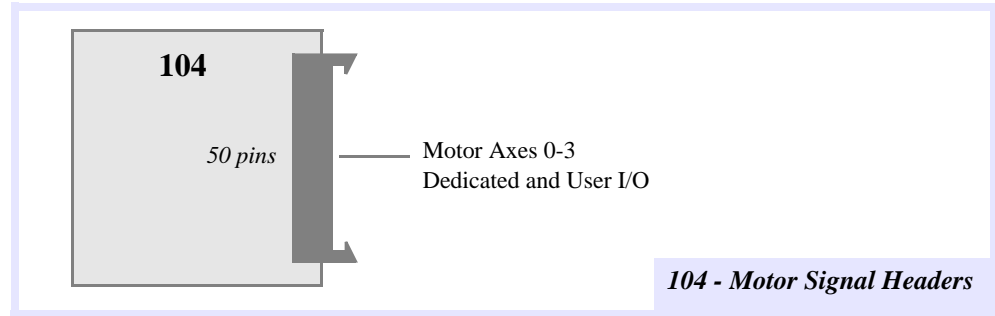 104
50 pins
Motor Axes 0-3
Dedicated and User I/O
104 - Motor Signal Headers